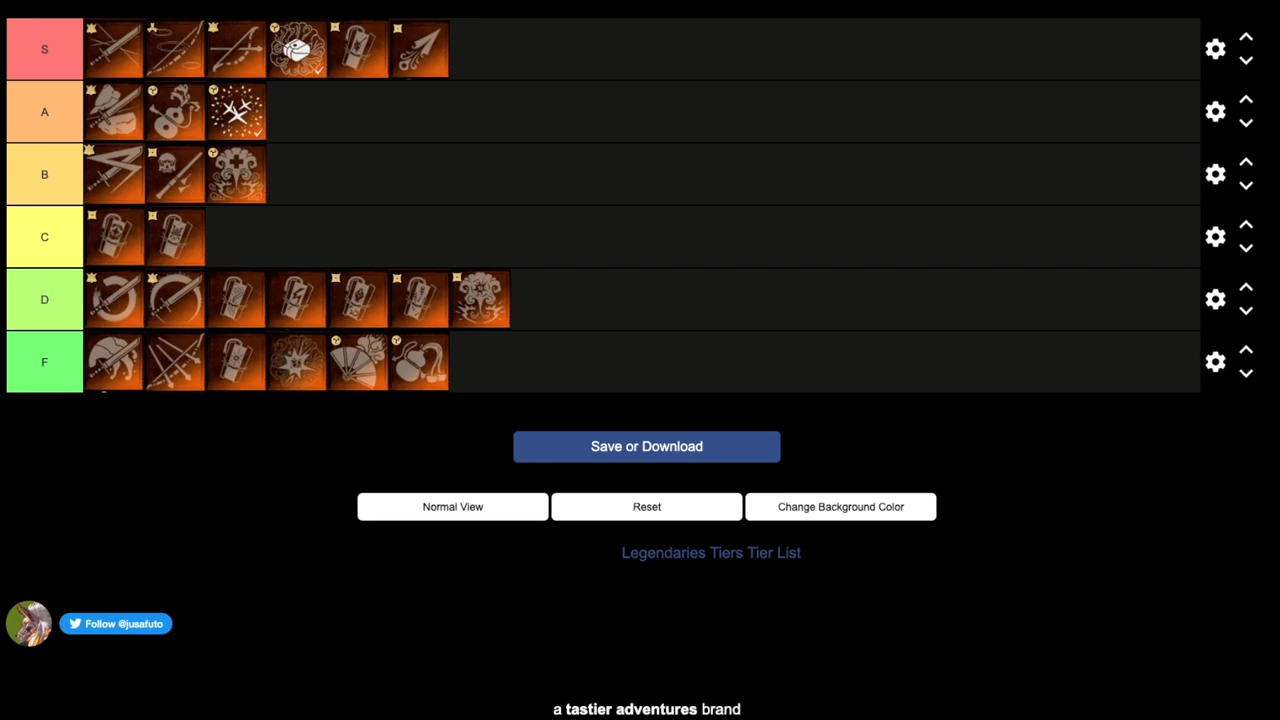 S
A
B
C
D
F
Save or Download
Normal View
Reset
Change Background Color
Legendaries Tiers Tier List
Follow @jusafuto
a tastier adventures brand